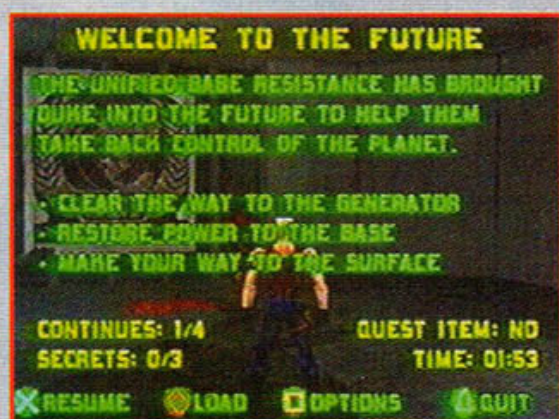 WELCOME TO THE FUTURE
THE UNIFIED BABE RESISTANCE HAS BROUGHT
DUKE INTO THE FUTURE TO HELP THEM
TAKE BACK CONTROL OF THE PLANET.
· CLEAR THE WAY TO THE GENERATOR
· RESTORE POWER TO THE BASE
· MAKE YOUR WAY TO THE SURFACE
CONTINUES: 1/4 QUEST ITEM: NO
SECRETS: 0/3 TIME: 01:53
RESUME LOAD OPTIONS QUIT